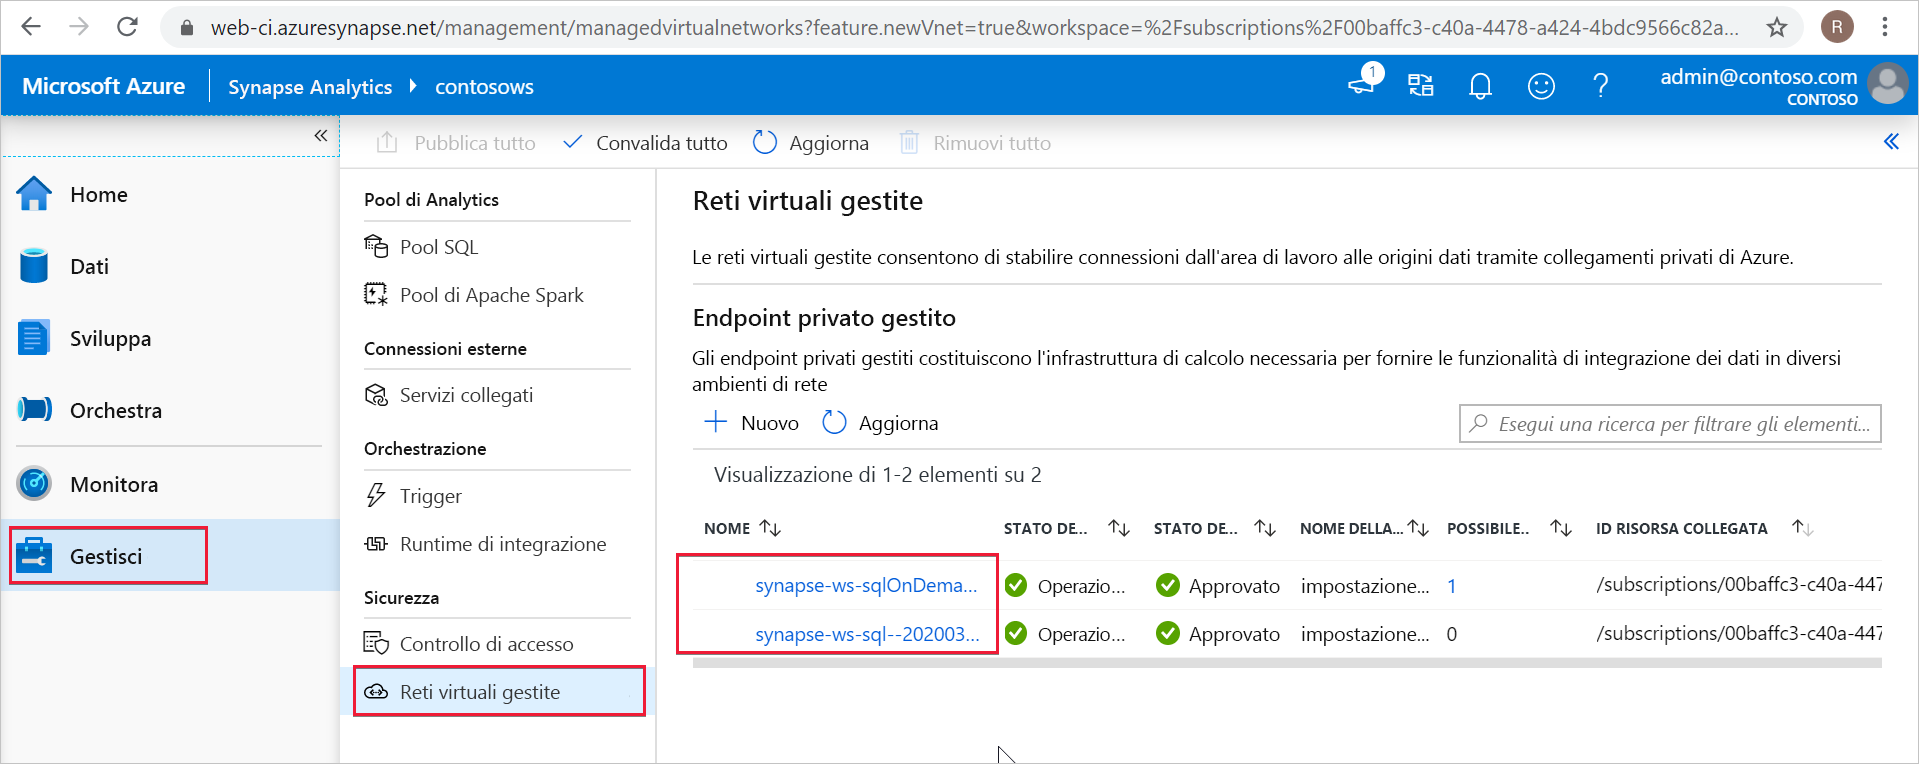 web-ci.azuresynapse.net/management/managedvirtualnetworks?feature.newVnet=true&workspace=%2Fsubscriptions%2F00baffc3-c40a-4478-a424-4bdc9566c82a...
R
Microsoft Azure
Synapse Analytics
contosows
1
?
admin@contoso.com
CONTOSO
«
Pubblica tutto
Convalida tutto
Aggiorna
Rimuovi tutto
«
Home
Dati
Sviluppa
Orchestra
Monitora
Gestisci
Pool di Analytics
Pool SQL
Pool di Apache Spark
Connessioni esterne
Servizi collegati
Orchestrazione
Trigger
Runtime di integrazione
Sicurezza
Controllo di accesso
Reti virtuali gestite
Reti virtuali gestite
Le reti virtuali gestite consentono di stabilire connessioni dall'area di lavoro alle origini dati tramite collegamenti privati di Azure.
Endpoint privato gestito
Gli endpoint privati gestiti costituiscono l'infrastruttura di calcolo necessaria per fornire le funzionalità di integrazione dei dati in diversi
ambienti di rete
Nuovo
Aggiorna
Esegui una ricerca per filtrare gli elementi...
Visualizzazione di 1-2 elementi su 2
NOME STATO DE... STATO DE... NOME DELLA... POSSIBILE.. ID RISORSA COLLEGATA
synapse-ws-sqlOnDema... Operazio... Approvato impostazione... 1 /subscriptions/00baffc3-c40a-447
synapse-ws-sql--202003... Operazio... Approvato impostazione... 0 /subscriptions/00baffc3-c40a-447